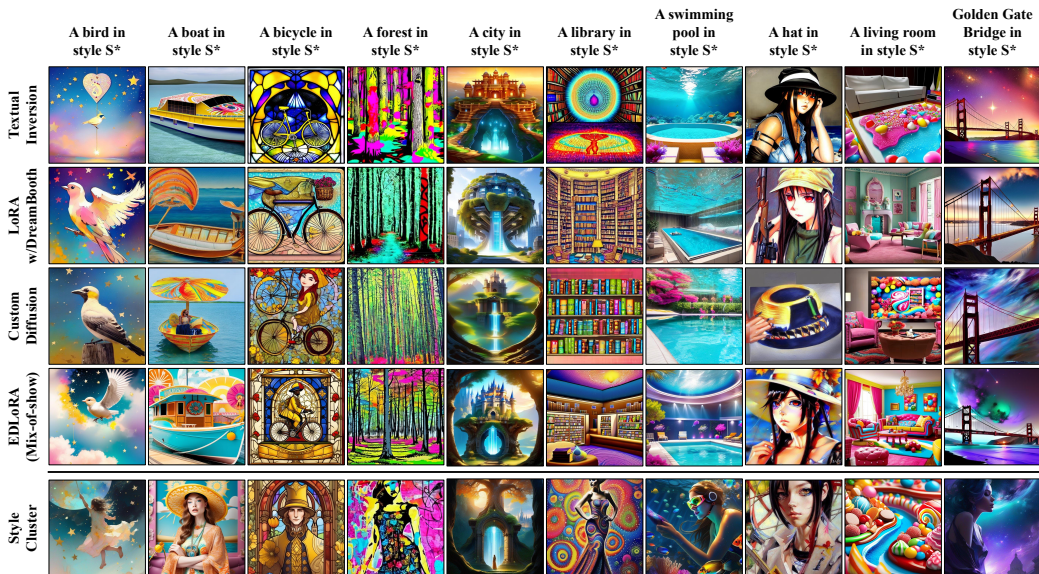 A bird in
style S*
A boat in
style S*
A bicycle in
style S*
A forest in
style S*
A city in
style S*
A library in
style S*
A swimming
pool in
style S*
A hat in
style S*
A living room
in style S*
Golden Gate
Bridge in
style S*
Textual
Inversion
LoRA
w/DreamBooth
Custom
Diffusion
EDLoRA
(Mix-of-show)
Style
Cluster